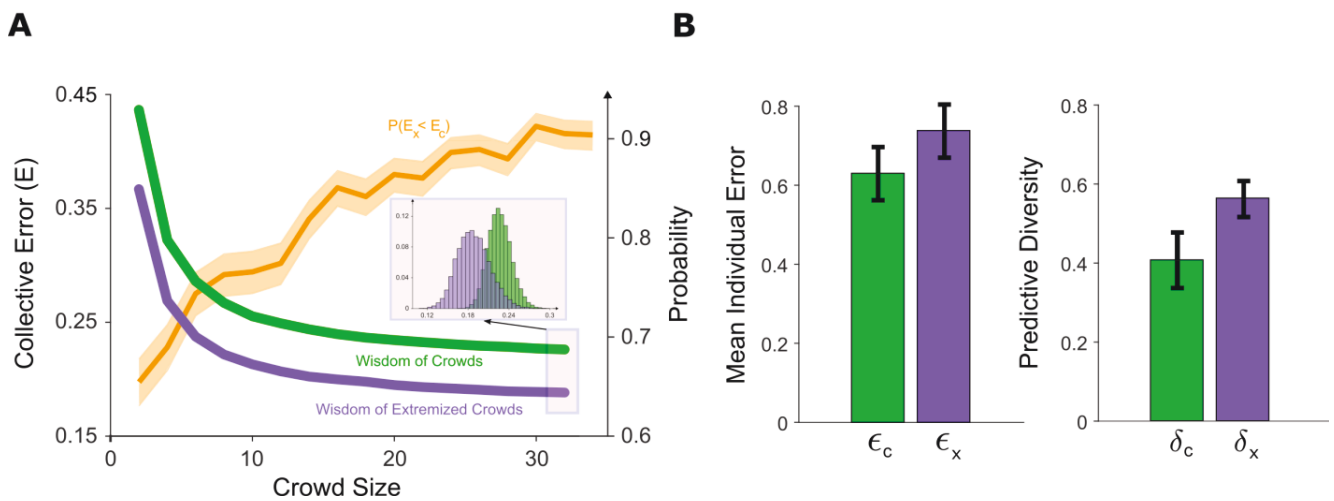 A
B
Collective Error (E)
0.45
0.35
0.25
0.15
0
10
20
30
Crowd Size
P(Eₓ< E_c)
Wisdom of Crowds
Wisdom of Extremized Crowds
0.12
0.08
0.04
0
0.12
0.18
0.24
0.3
0.9
0.8
0.7
0.6
Probability
Mean Individual Error
0.8
0.6
0.4
0.2
0
ϵ_c
ϵₓ
Predictive Diversity
0.8
0.6
0.4
0.2
0
δ_c
δₓ